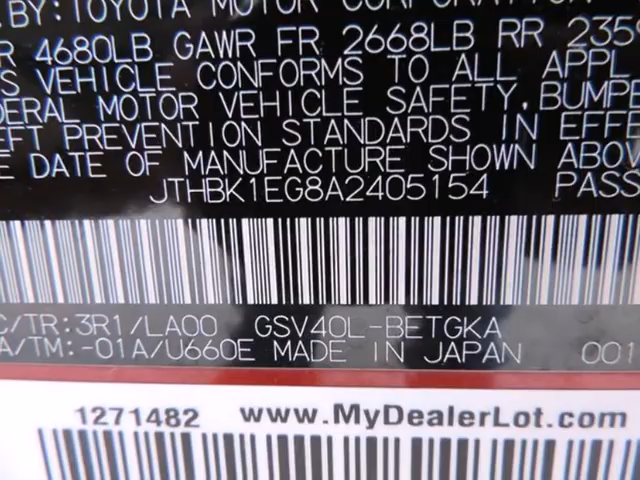 .BY:TOYOTA MOTOR CORPORATION
R 4680LB GAWR FR 2668LB RR 235
S VEHICLE CONFORMS TO ALL APPL
DERAL MOTOR VEHICLE SAFETY, BUMPE
EFT PREVENTION STANDARDS IN EFFE
E DATE OF MANUFACTURE SHOWN ABOV
JTHBK1EG8A2405154 PASS
C/TR:3R1/LA00 GSV40L-BETGKA
A/TM:-01A/U660E MADE IN JAPAN 001
1271482 www.MyDealerLot.com